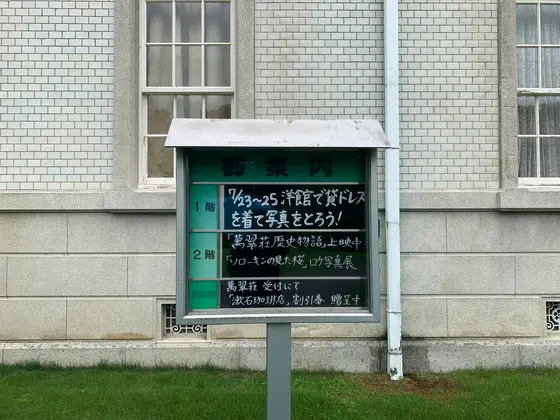 御案内
1階
7/23~25 洋館で貸ドレス
を着て写真をとろう!
2階
「萬翠荘歴史物語」上映中
「ソローキンの見た桜」ロケ写真展
萬翠荘 受付にて
「漱石珈琲店」割引券 贈呈中